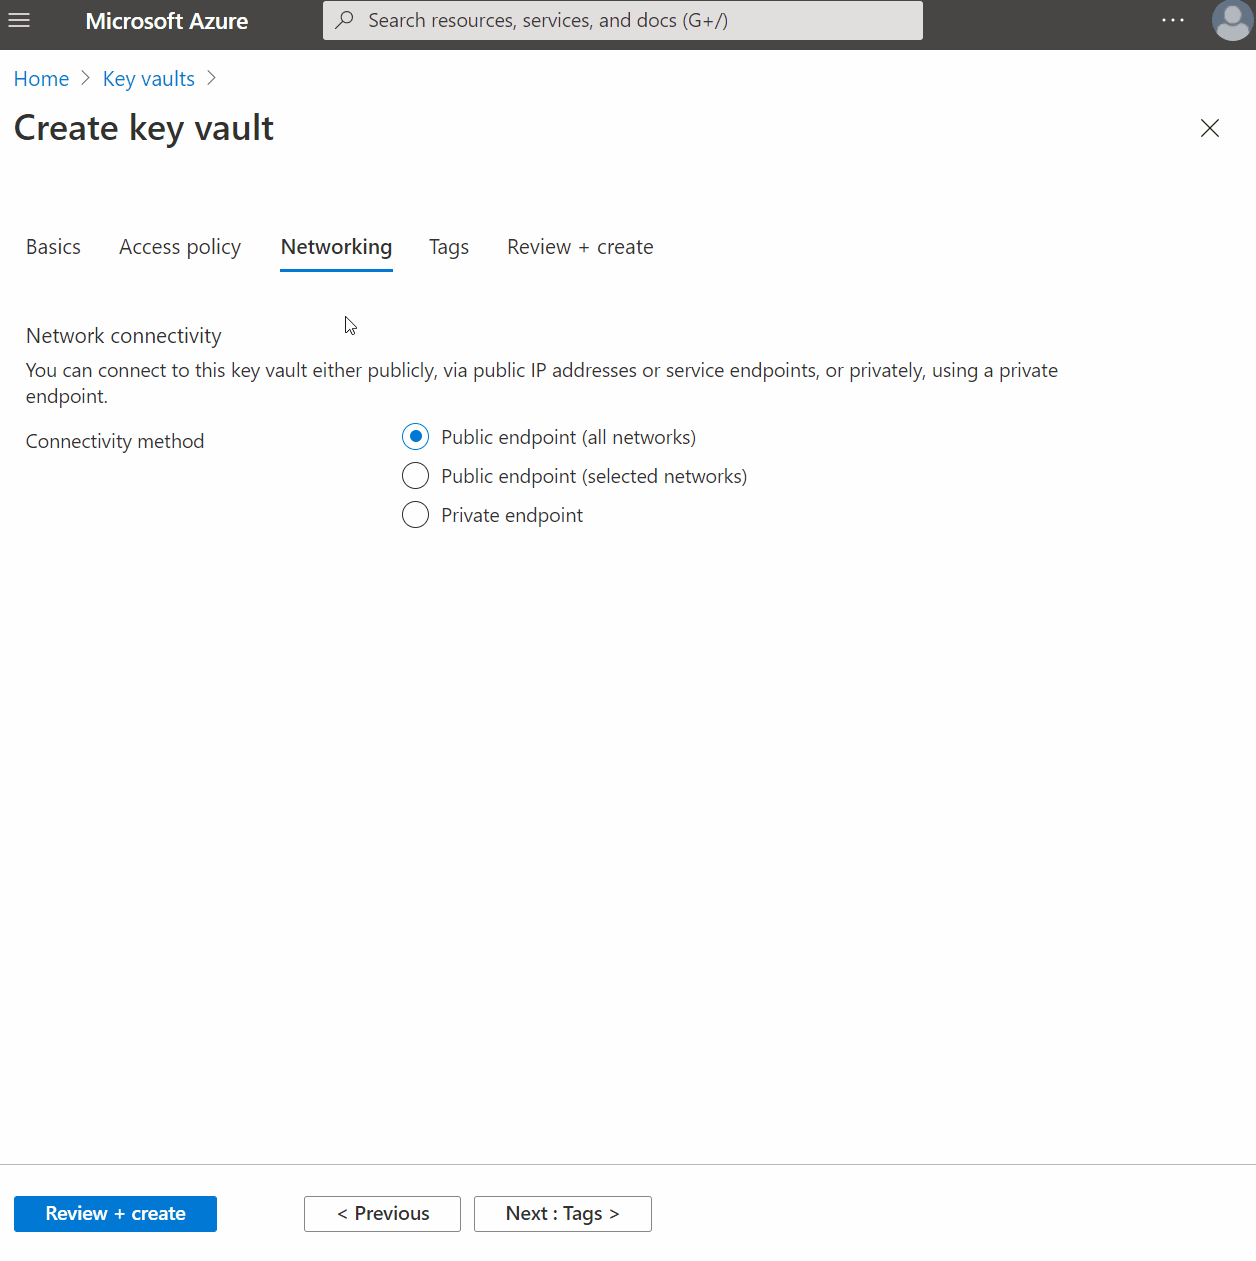 Microsoft Azure
Search resources, services, and docs (G+/)
Home > Key vaults >
Create key vault
Basics Access policy Networking Tags Review + create
Network connectivity
You can connect to this key vault either publicly, via public IP addresses or service endpoints, or privately, using a private
endpoint.
Connectivity method
Public endpoint (all networks)
Public endpoint (selected networks)
Private endpoint
Review + create < Previous Next : Tags >